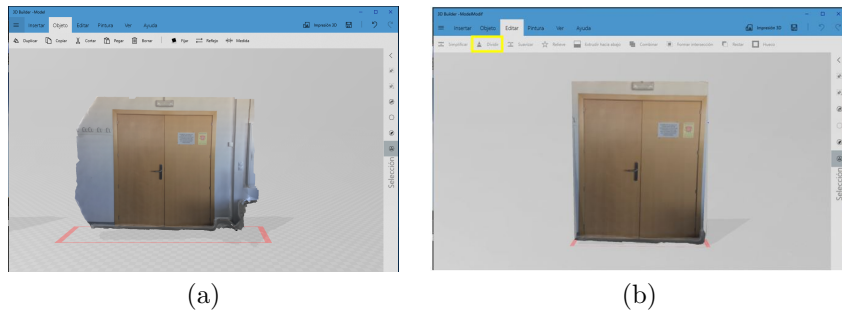 3D Builder - Model
Insertar Objeto Editar Pintura Ver Ayuda Impresión 3D
Duplicar Copiar Cortar Pegar Borrar Fijar Reflejo Medida
Selección
(a)
3D Builder - ModelMod*
Insertar Objeto Editar Pintura Ver Ayuda Impresión 3D
Simplificar Dividir Suavizar Relieve Extruir hacia abajo Combinar Formar intersección Restar Hueco
Selección
(b)